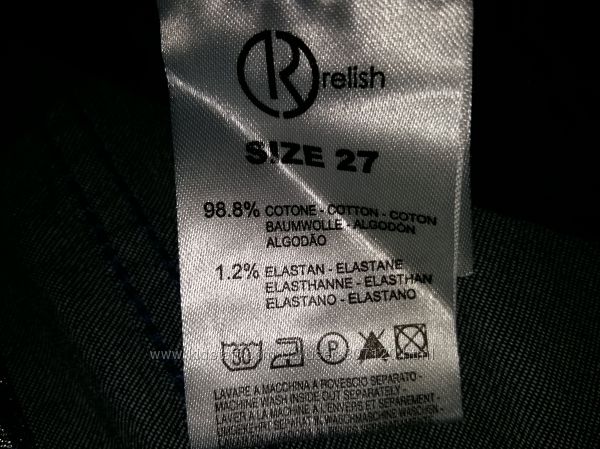 R relish
SIZE 27
98.8% COTONE - COTTON - COTON
BAUMWOLLE - ALGODÓN
ALGODÃO
1.2% ELASTAN - ELASTANE
ELASTHANNE - ELASTHAN
ELASTANO - ELASTANO
30 P
LAVARE A MACCHINA A ROVESCIO SEPARATO -
MACHINE WASH INSIDE OUT SEPARATELY
LAVER A LA MACHINE A L'ENVERS ET SEPAREMENT -